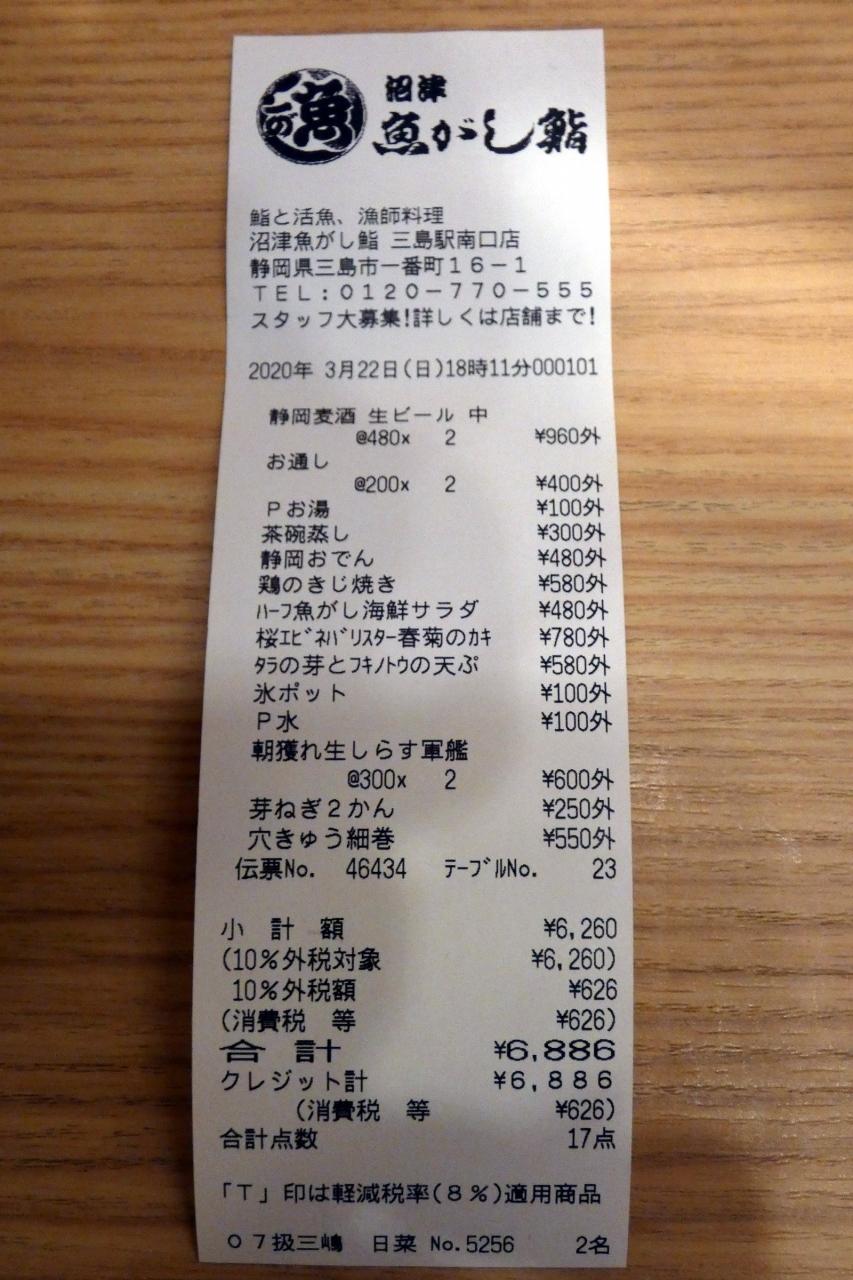 この漁
沼津
魚がし鮨
鮨と活魚、漁師料理
沼津魚がし鮨 三島駅南口店
静岡県三島市一番町16-1
TEL:0120-770-555
スタッフ大募集!詳しくは店舗まで!
2020年 3月22日(日)18時11分000101
静岡麦酒 生ビール 中
@480x 2 ¥960外
お通し
@200x 2 ¥400外
Pお湯 ¥100外
茶碗蒸し ¥300外
静岡おでん ¥480外
鶏のきじ焼き ¥580外
ハーフ魚がし海鮮サラダ ¥480外
桜エビネバリスター春菊のカキ ¥780外
タラの芽とフキノトウの天ぷ ¥580外
氷ポット ¥100外
P水 ¥100外
朝獲れ生しらす軍艦
@300x 2 ¥600外
芽ねぎ2かん ¥250外
穴きゅう細巻 ¥550外
伝票No. 46434 テーブルNo. 23
小 計 額 ¥6,260
(10%外税対象 ¥6,260)
10%外税額 ¥626
(消費税 等 ¥626)
合 計 ¥6,886
クレジット計 ¥6,886
(消費税 等 ¥626)
合計点数 17点
「T」印は軽減税率(8%)適用商品
07扱三嶋 日菜 No.5256 2名